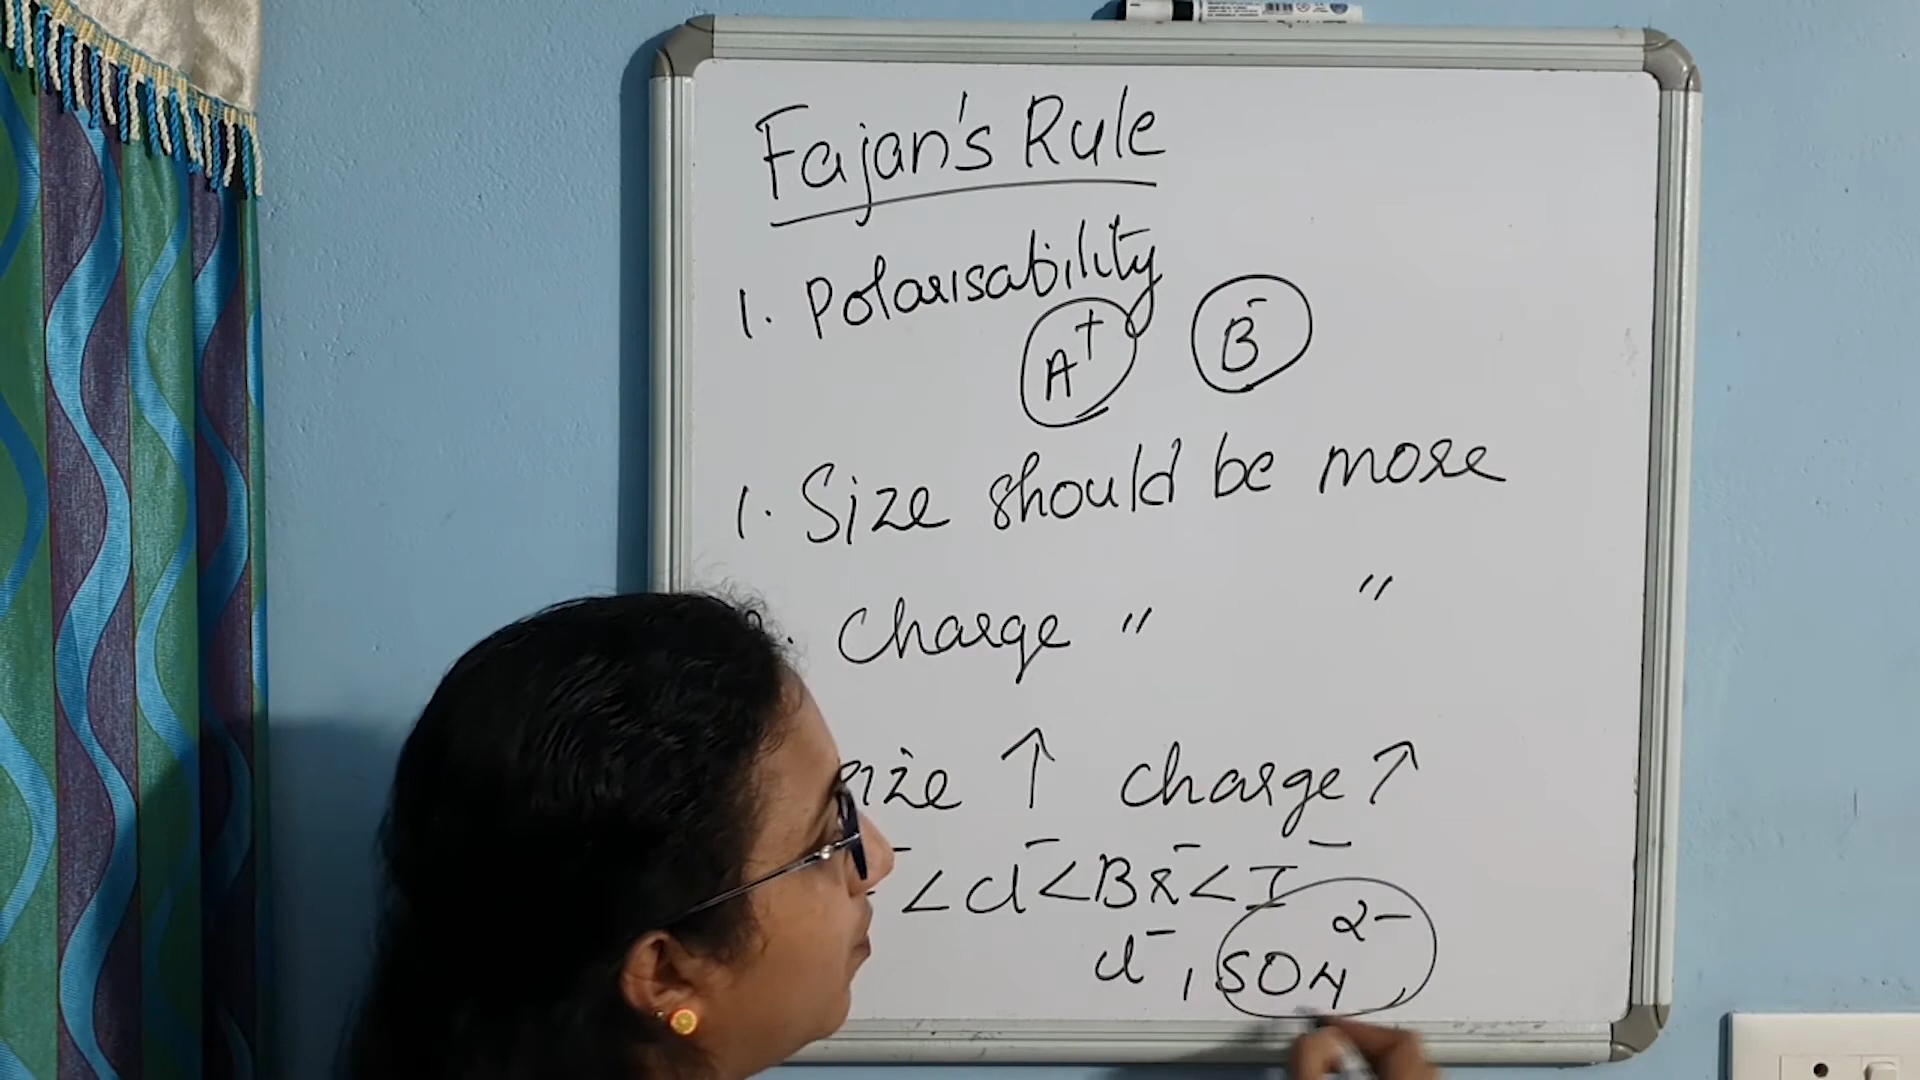 Fajan's Rule
1. Polarisability
A⁺ B⁻
1. Size should be more
Charge " "
size ↑ charge ↑
< Cl⁻ < Br⁻ < I⁻
Cl⁻, SO₄²⁻